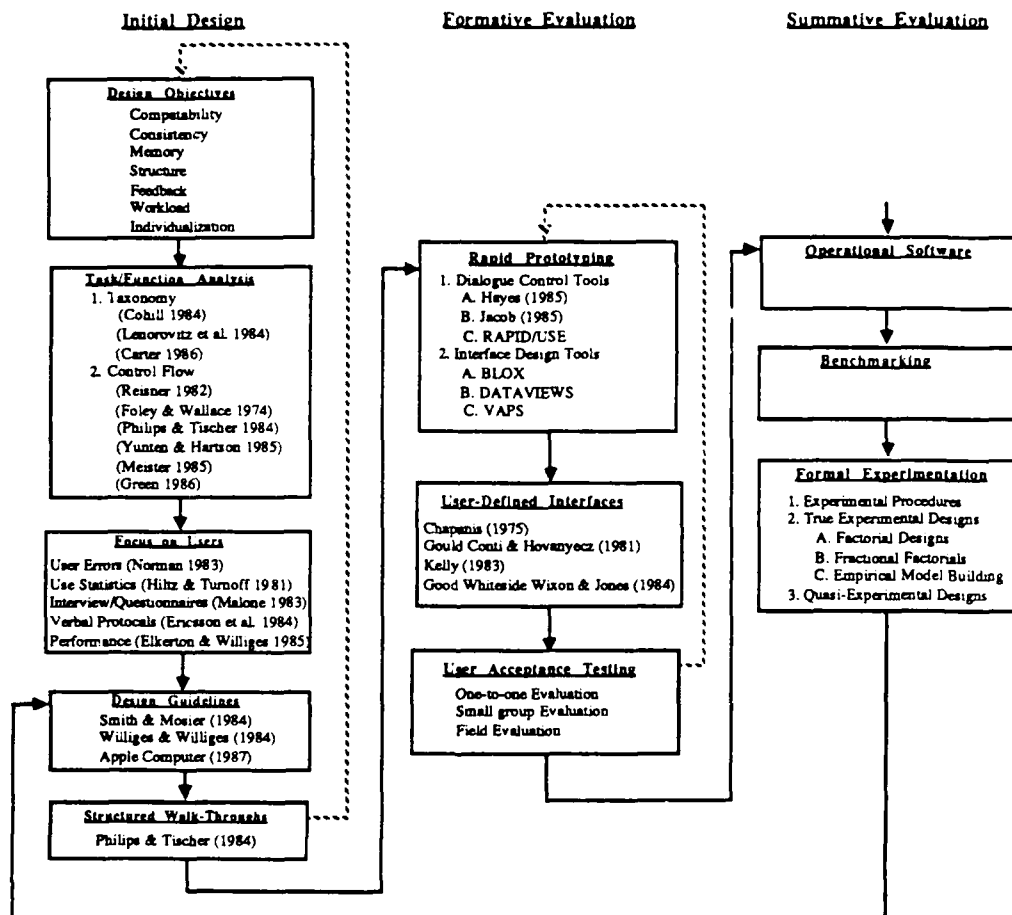 Initial Design
Design Objectives
Compatability
Consistency
Memory
Structure
Feedback
Workload
Individualization
Task/Function Analysis
1. Taxonomy
(Cohill 1984)
(Lenorovitz et al. 1984)
(Carter 1986)
2. Control Flow
(Reisner 1982)
(Foley & Wallace 1974)
(Philips & Tischer 1984)
(Yunten & Hartson 1985)
(Meister 1985)
(Green 1986)
Focus on Users
User Errors (Norman 1983)
Use Statistics (Hiltz & Turnoff 1981)
Interview/Questionnaires (Malone 1983)
Verbal Protocals (Ericsson et al. 1984)
Performance (Elkerton & Williges 1985)
Design Guidelines
Smith & Mosier (1984)
Williges & Williges (1984)
Apple Computer (1987)
Structured Walk-Throughs
Philips & Tischer (1984)
Formative Evaluation
Rapid Prototyping
1. Dialogue Control Tools
A. Hayes (1985)
B. Jacob (1985)
C. RAPID/USE
2. Interface Design Tools
A. BLOX
B. DATAVIEWS
C. VAPS
User-Defined Interfaces
Chapanis (1975)
Gould Conti & Hovanyecz (1981)
Kelly (1983)
Good Whiteside Wixon & Jones (1984)
User Acceptance Testing
One-to-one Evaluation
Small group Evaluation
Field Evaluation
Summative Evaluation
Operational Software
Benchmarking
Formal Experimentation
1. Experimental Procedures
2. True Experimental Designs
A. Factorial Designs
B. Fractional Factorials
C. Empirical Model Building
3. Quasi-Experimental Designs